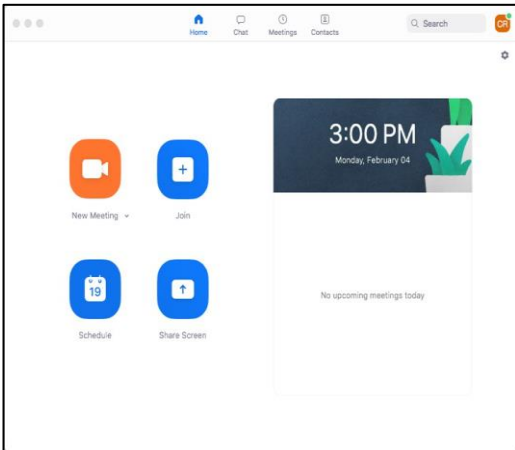 Home Chat Meetings Contacts Search CR
3:00 PM
Monday, February 04
New Meeting Join
19
No upcoming meetings today
Schedule Share Screen